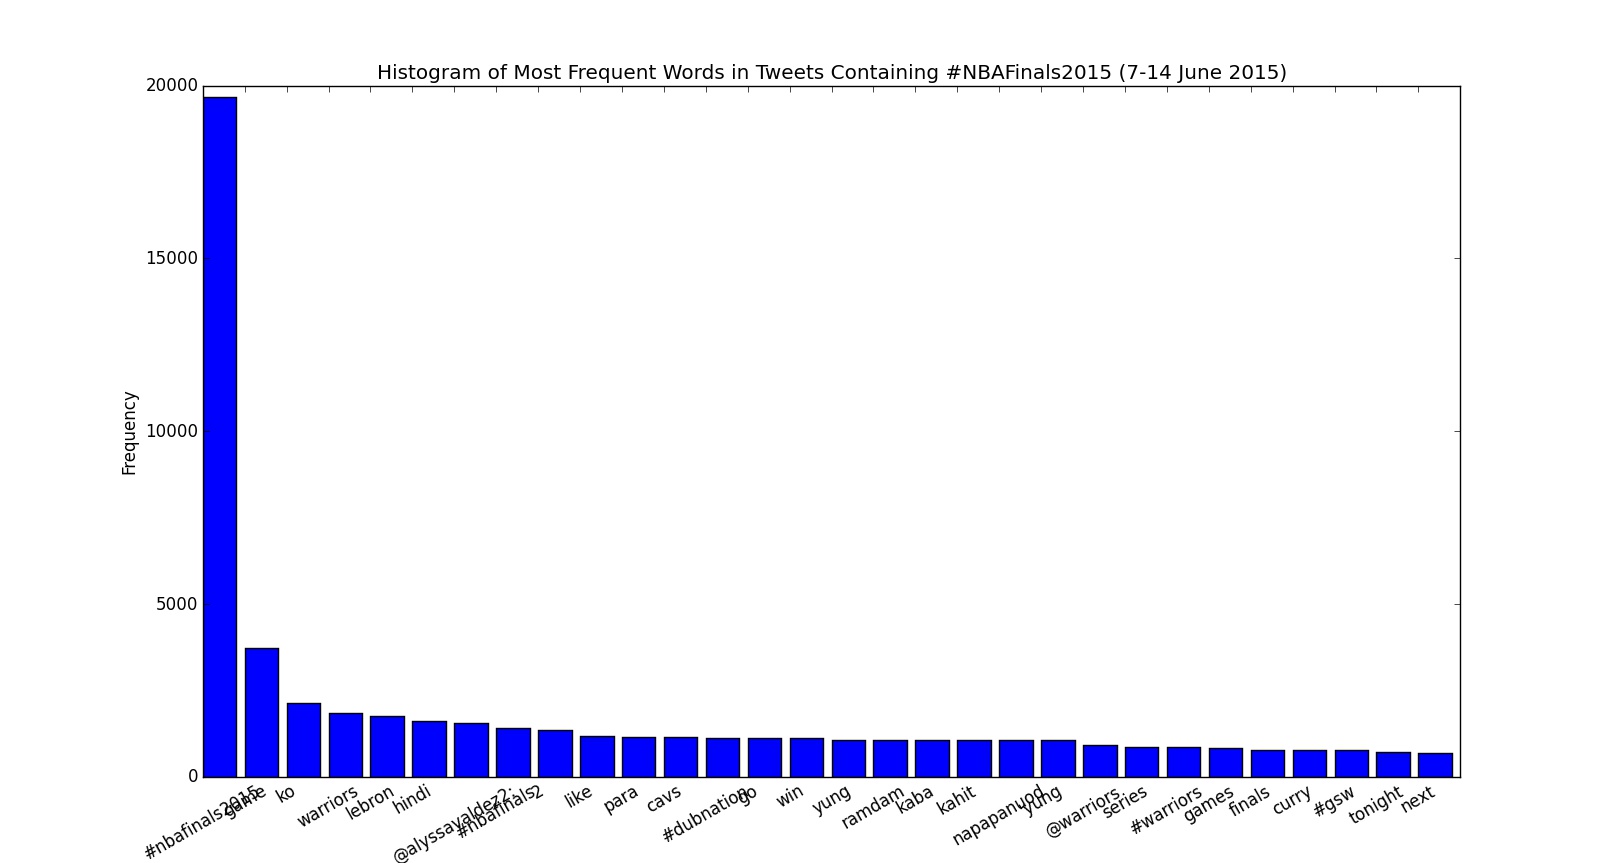 Histogram of Most Frequent Words in Tweets Containing #NBAFinals2015 (7-14 June 2015)
Frequency
20000
15000
10000
5000
0
#nbafinals2015
game
ko
warriors
lebron
hindi
@alyssavaldez2:
#nbafinals
2
like
para
cavs
#dubnation
go
win
yung
ramdam
kaba
kahit
napapanuod
yung
@warriors
series
#warriors
games
finals
curry
#gsw
tonight
next